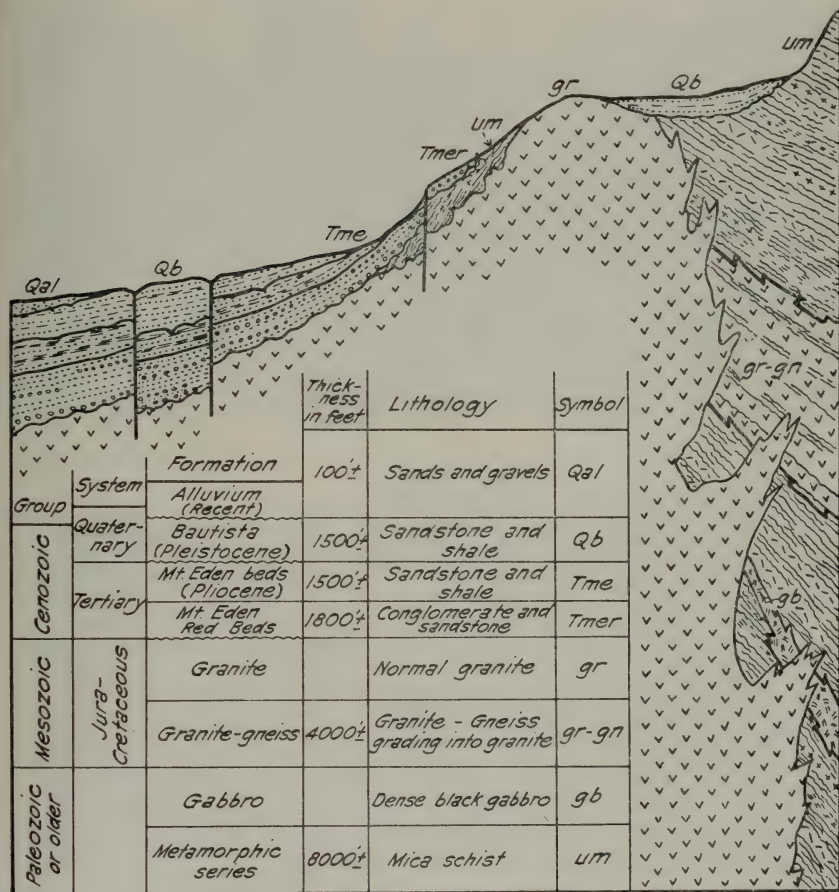 um
Qb
gr
um
Tmer
Tme
Qb
Qal
gr-gn
gb
Group
System
Formation
Thick-
ness
in feet
Lithology
Symbol
Alluvium
(Recent)
100'±
Sands and gravels
Qal
Cenozoic
Quater-
nary
Bautista
(Pleistocene)
1500'±
Sandstone and
shale
Qb
Tertiary
Mt. Eden beds
(Pliocene)
1500'±
Sandstone and
shale
Tme
Mt. Eden
Red Beds
1800'±
Conglomerate and
sandstone
Tmer
Mesozoic
Jura-
Cretaceous
Granite
Normal granite
gr
Granite-gneiss
4000'±
Granite - Gneiss
grading into granite
gr-gn
Paleozoic
or older
Gabbro
Dense black gabbro
gb
Metamorphic
series
8000'±
Mica schist
um